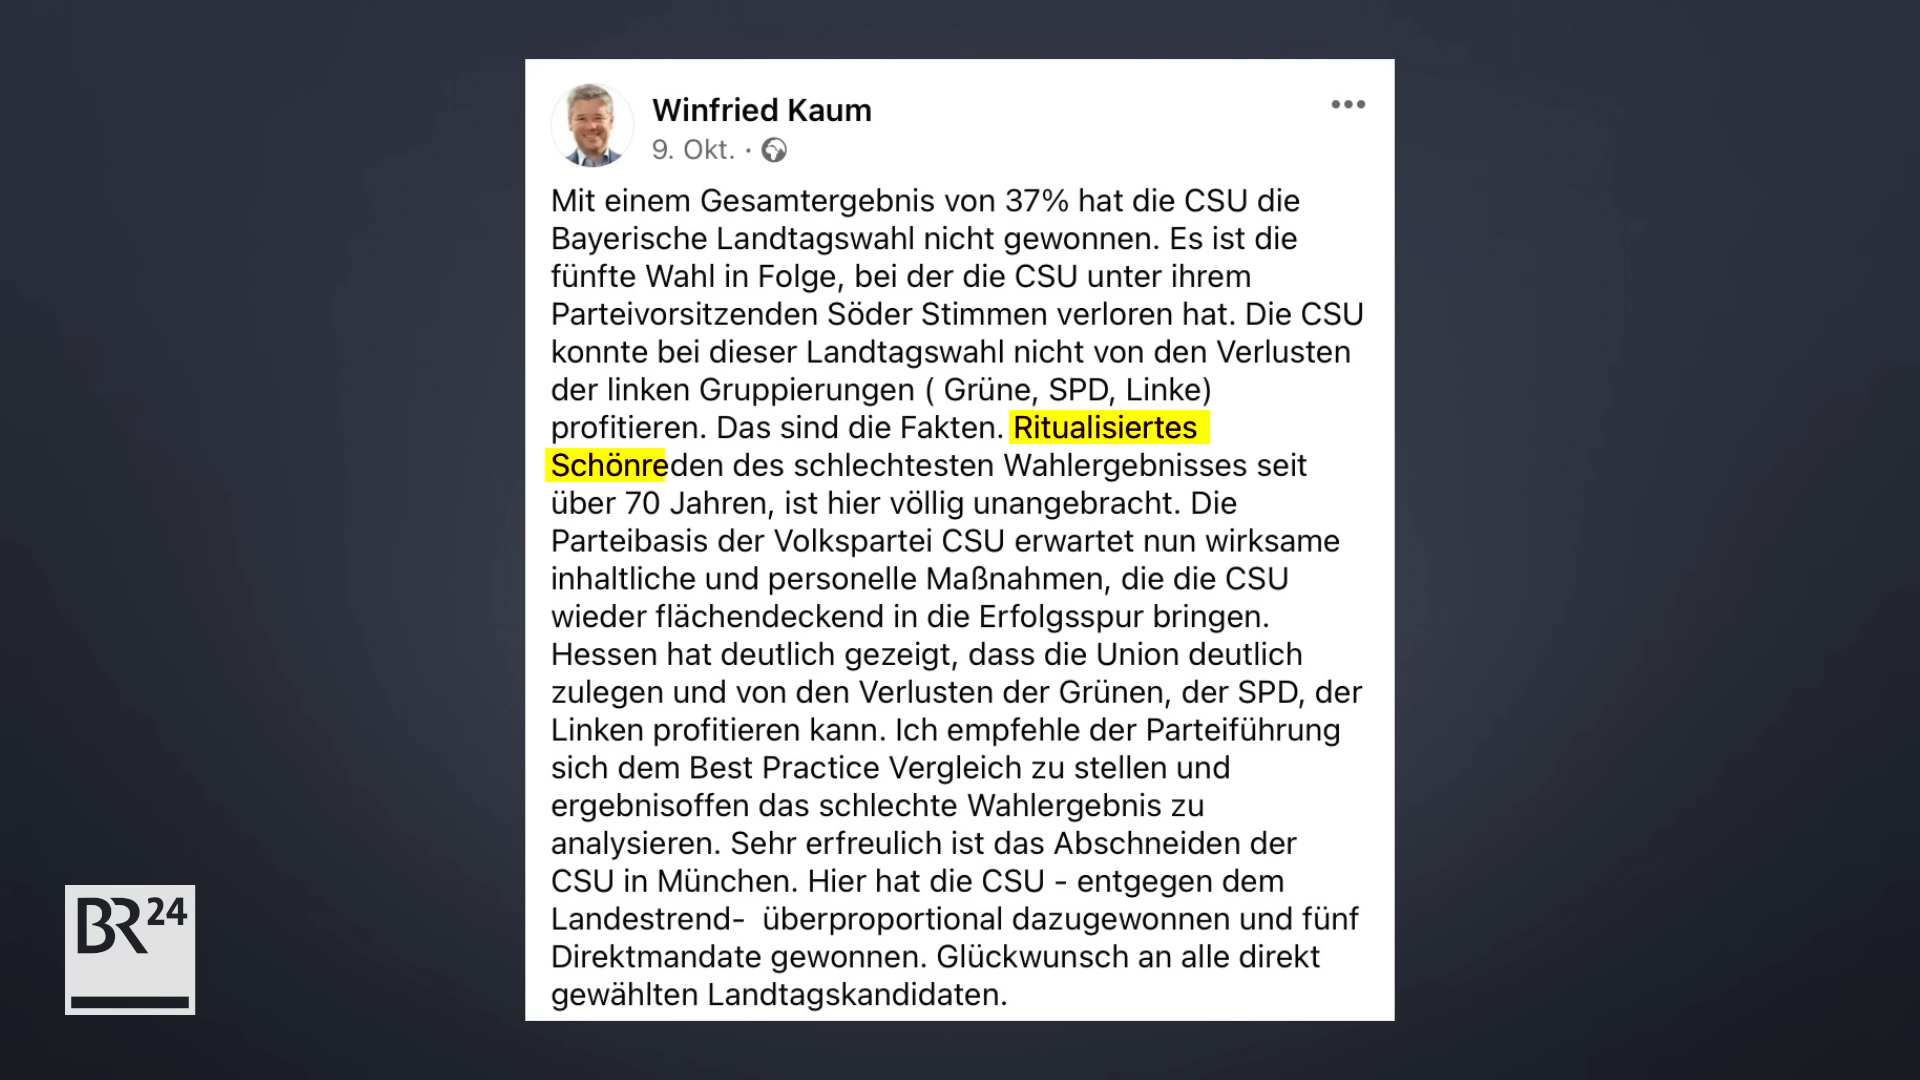 Winfried Kaum
9. Okt. ·
Mit einem Gesamtergebnis von 37% hat die CSU die
Bayerische Landtagswahl nicht gewonnen. Es ist die
fünfte Wahl in Folge, bei der die CSU unter ihrem
Parteivorsitzenden Söder Stimmen verloren hat. Die CSU
konnte bei dieser Landtagswahl nicht von den Verlusten
der linken Gruppierungen ( Grüne, SPD, Linke)
profitieren. Das sind die Fakten. Ritualisiertes
Schönreden des schlechtesten Wahlergebnisses seit
über 70 Jahren, ist hier völlig unangebracht. Die
Parteibasis der Volkspartei CSU erwartet nun wirksame
inhaltliche und personelle Maßnahmen, die die CSU
wieder flächendeckend in die Erfolgsspur bringen.
Hessen hat deutlich gezeigt, dass die Union deutlich
zulegen und von den Verlusten der Grünen, der SPD, der
Linken profitieren kann. Ich empfehle der Parteiführung
sich dem Best Practice Vergleich zu stellen und
ergebnisoffen das schlechte Wahlergebnis zu
analysieren. Sehr erfreulich ist das Abschneiden der
CSU in München. Hier hat die CSU - entgegen dem
Landestrend-  überproportional dazugewonnen und fünf
Direktmandate gewonnen. Glückwunsch an alle direkt
gewählten Landtagskandidaten.
BR24